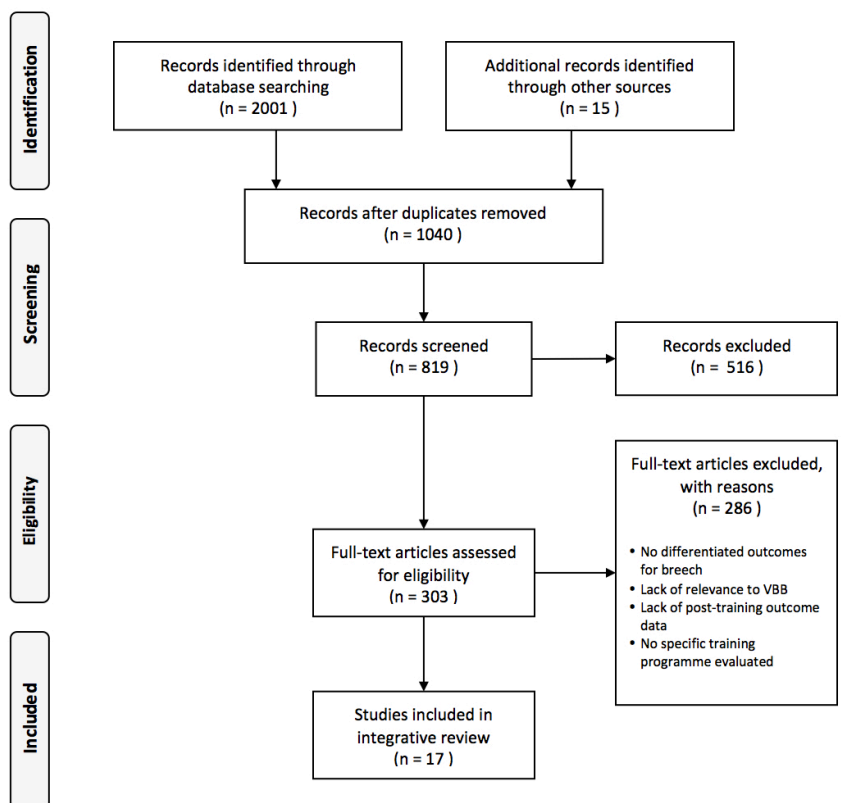 Identification
Records identified through
database searching
(n = 2001 )
Additional records identified
through other sources
(n = 15 )
Records after duplicates removed
(n = 1040 )
Screening
Records screened
(n = 819 )
Records excluded
(n =  516 )
Eligibility
Full-text articles assessed
for eligibility
(n = 303 )
Full-text articles excluded,
with reasons
(n = 286 )
• No differentiated outcomes
for breech
• Lack of relevance to VBB
• Lack of post-training outcome
data
• No specific training
programme evaluated
Included
Studies included in
integrative review
(n = 17 )